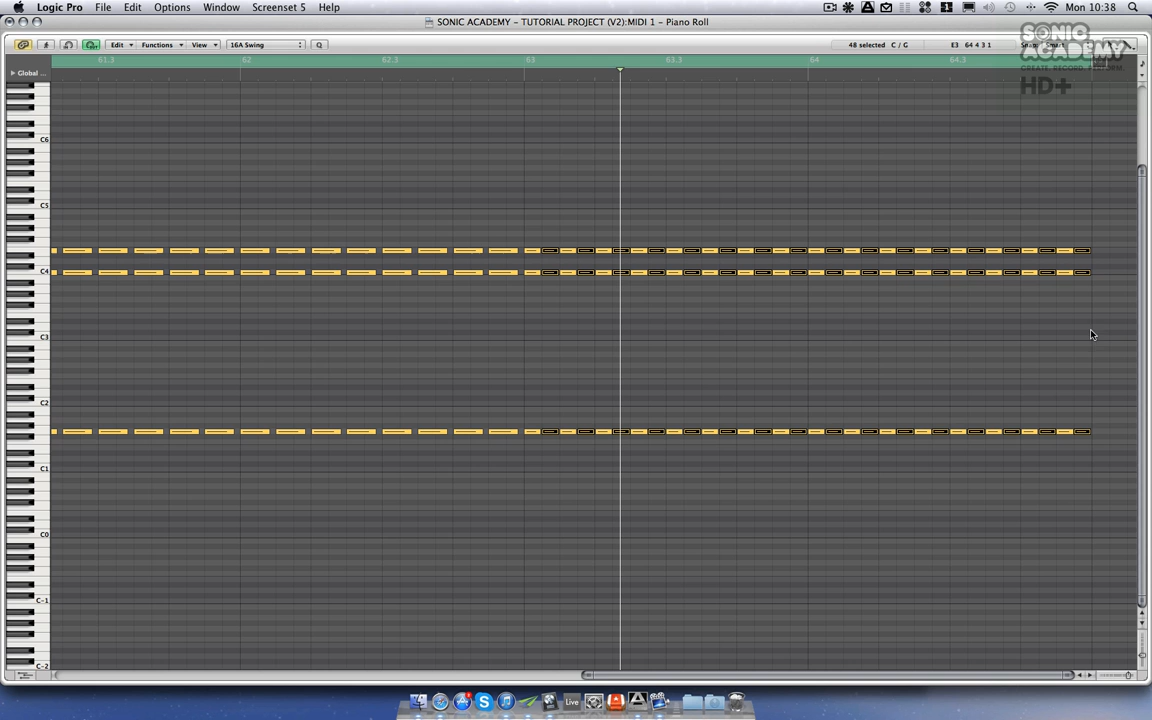 Logic Pro File Edit Options Window Screenset 5 Help Mon 10:38
SONIC ACADEMY – TUTORIAL PROJECT (V2):MIDI 1 – Piano Roll
Edit Functions View 16A Swing Q 48 selected C / G E3 64 4 3 1
SONIC
ACADEMY
CREATE. RECORD. PERFORM.
HD+
Global ... 61.3 62 62.3 63 63.3 64 64.3
C6
C5
C4
C3
C2
C1
C0
C-1
C-2
Live